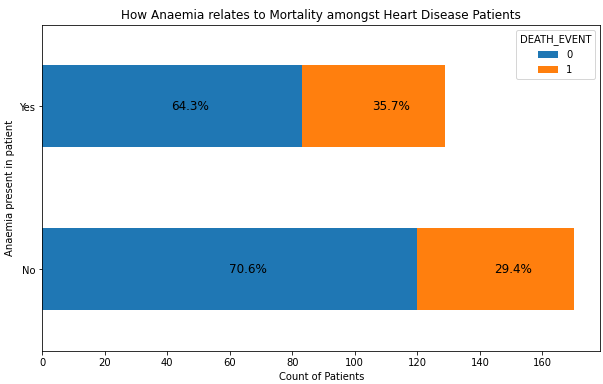 How Anaemia relates to Mortality amongst Heart Disease Patients
DEATH_EVENT
0
1
Anaemia present in patient
Yes
64.3%
35.7%
No
70.6%
29.4%
0 20 40 60 80 100 120 140 160
Count of Patients